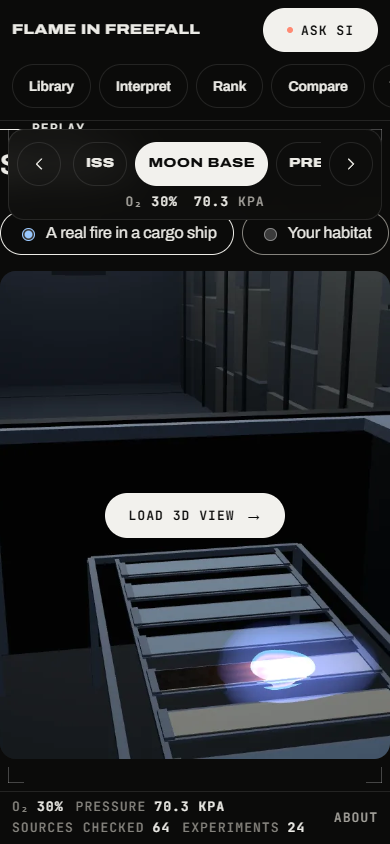 FLAME IN FREEFALL
ASK SI
Library
Interpret
Rank
Compare
REPLAY
ISS
MOON BASE
PRE
O₂ 30% 70.3 KPA
A real fire in a cargo ship
Your habitat
LOAD 3D VIEW →
O₂ 30% PRESSURE 70.3 KPA
SOURCES CHECKED 64 EXPERIMENTS 24
ABOUT